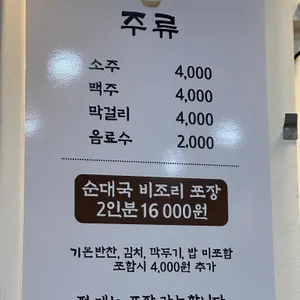 주류
소주 4,000
맥주 4,000
막걸리 4,000
음료수 2.000
순대국 비조리 포장
2인분 16 000원
기본반찬, 김치, 깍두기, 밥 미포함
포함시 4,000원 추가